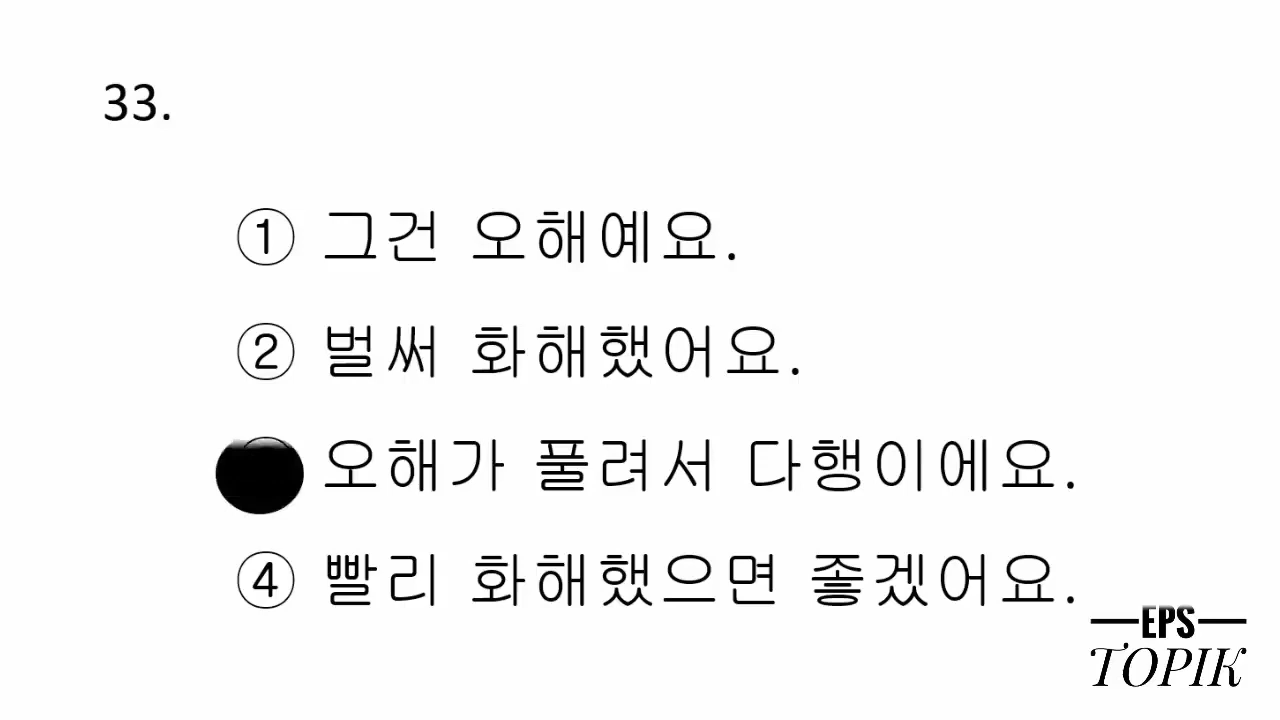 33.
① 그건 오해예요.
② 벌써 화해했어요.
오해가 풀려서 다행이에요.
④ 빨리 화해했으면 좋겠어요.
EPS
TOPIK